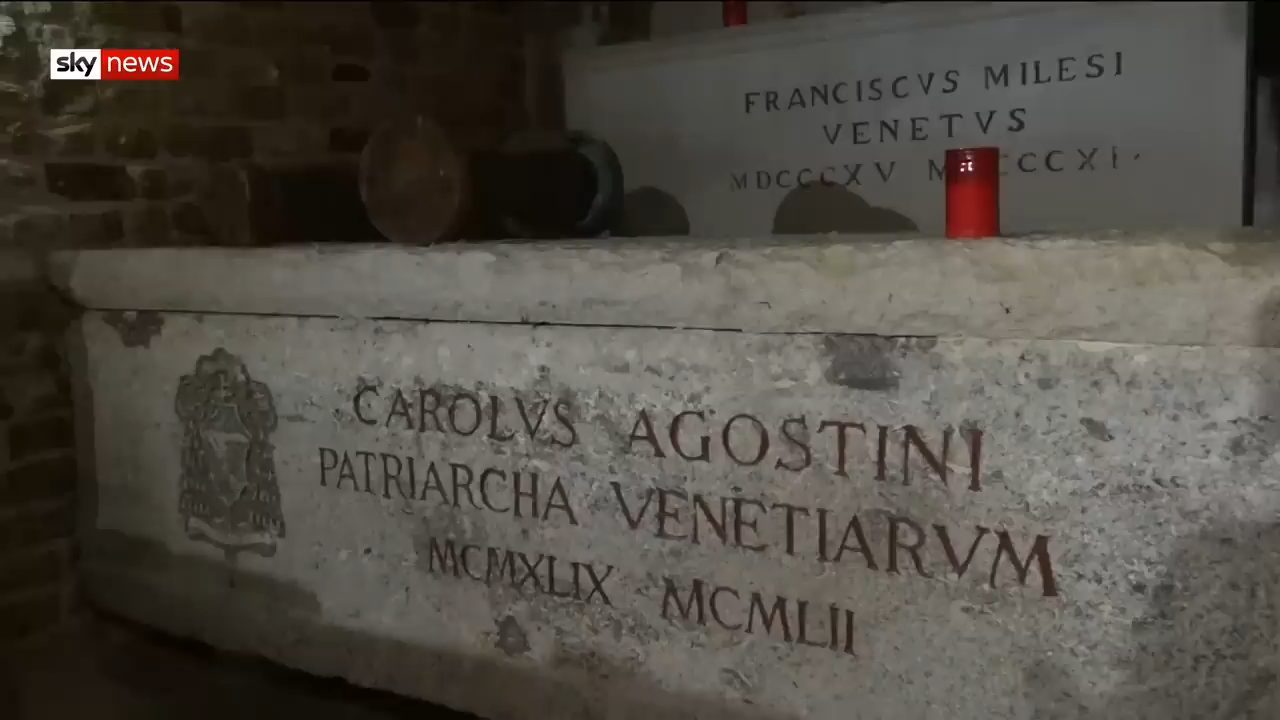 sky news
FRANCISCVS MILESI
VENETVS
MDCCCXV
CAROLVS AGOSTINI
PATRIARCHA VENETIARVM
MCMXLIX MCMLII